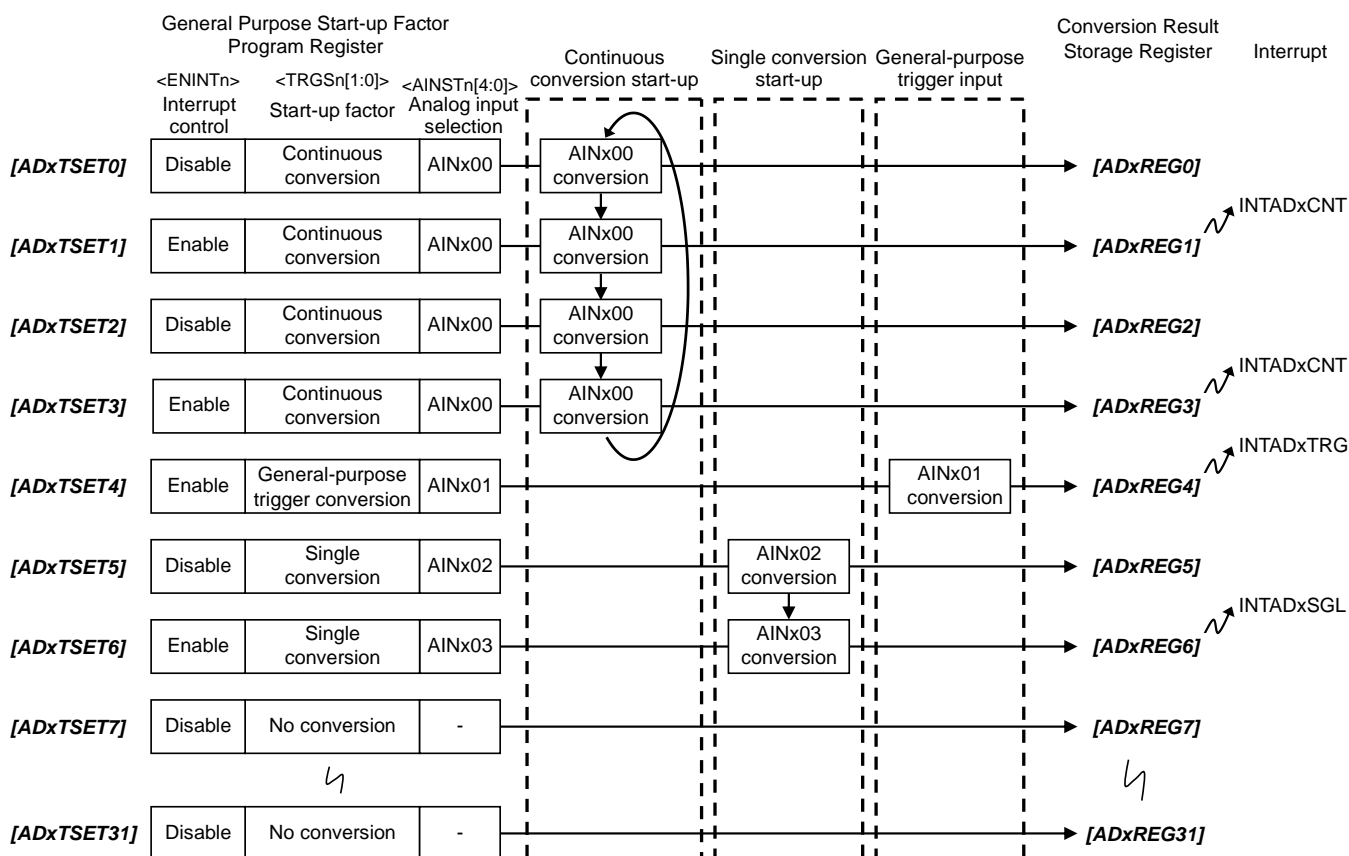 General Purpose Start-up Factor
Program Register
Continuous
conversion start-up
Single conversion
start-up
General-purpose
trigger input
Conversion Result
Storage Register
Interrupt
<ENINTn>
Interrupt
control
<TRGSn[1:0]>
Start-up factor
<AINSTn[4:0]>
Analog input
selection
[ADxTSET0]
Disable
Continuous
conversion
AINx00
AINx00
conversion
[ADxREG0]
INTADxCNT
[ADxTSET1]
Enable
Continuous
conversion
AINx00
AINx00
conversion
[ADxREG1]
[ADxTSET2]
Disable
Continuous
conversion
AINx00
AINx00
conversion
[ADxREG2]
INTADxCNT
[ADxTSET3]
Enable
Continuous
conversion
AINx00
AINx00
conversion
[ADxREG3]
INTADxTRG
[ADxTSET4]
Enable
General-purpose
trigger conversion
AINx01
AINx01
conversion
[ADxREG4]
[ADxTSET5]
Disable
Single
conversion
AINx02
AINx02
conversion
[ADxREG5]
INTADxSGL
[ADxTSET6]
Enable
Single
conversion
AINx03
AINx03
conversion
[ADxREG6]
[ADxTSET7]
Disable
No conversion
-
[ADxREG7]
[ADxTSET31]
Disable
No conversion
-
[ADxREG31]